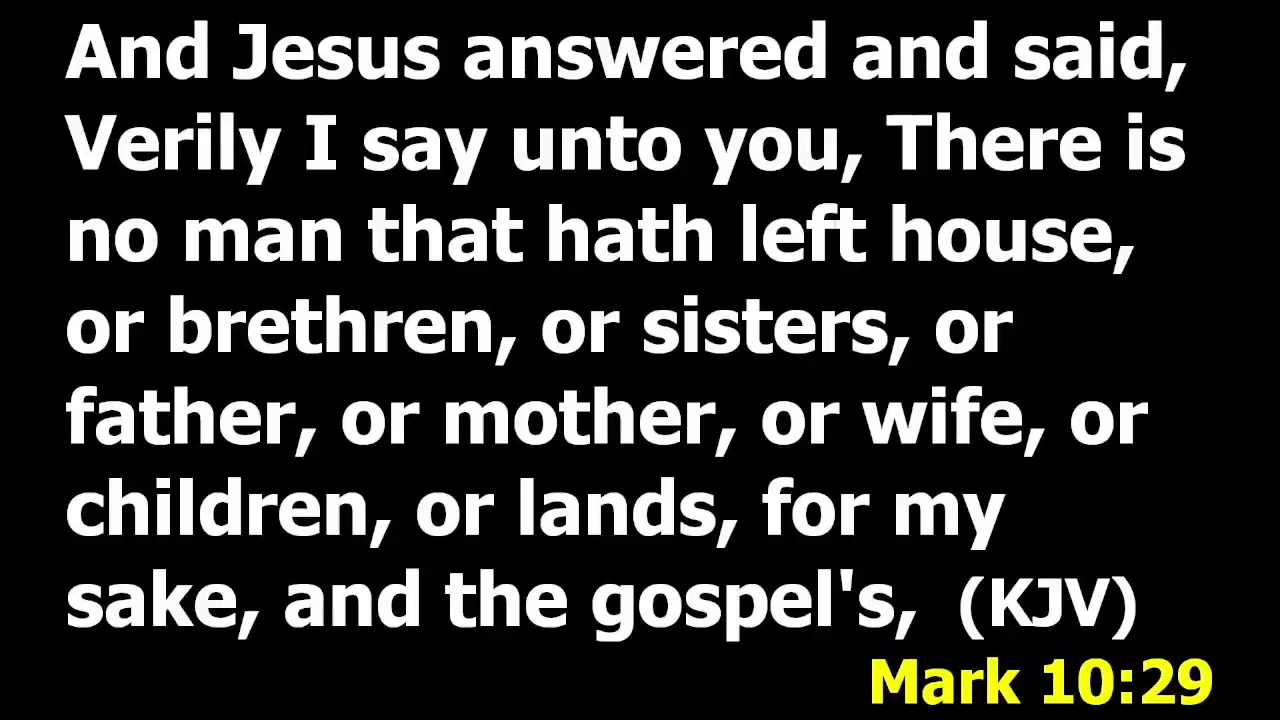 And Jesus answered and said,
Verily I say unto you, There is
no man that hath left house,
or brethren, or sisters, or
father, or mother, or wife, or
children, or lands, for my
sake, and the gospel's, (KJV)
Mark 10:29